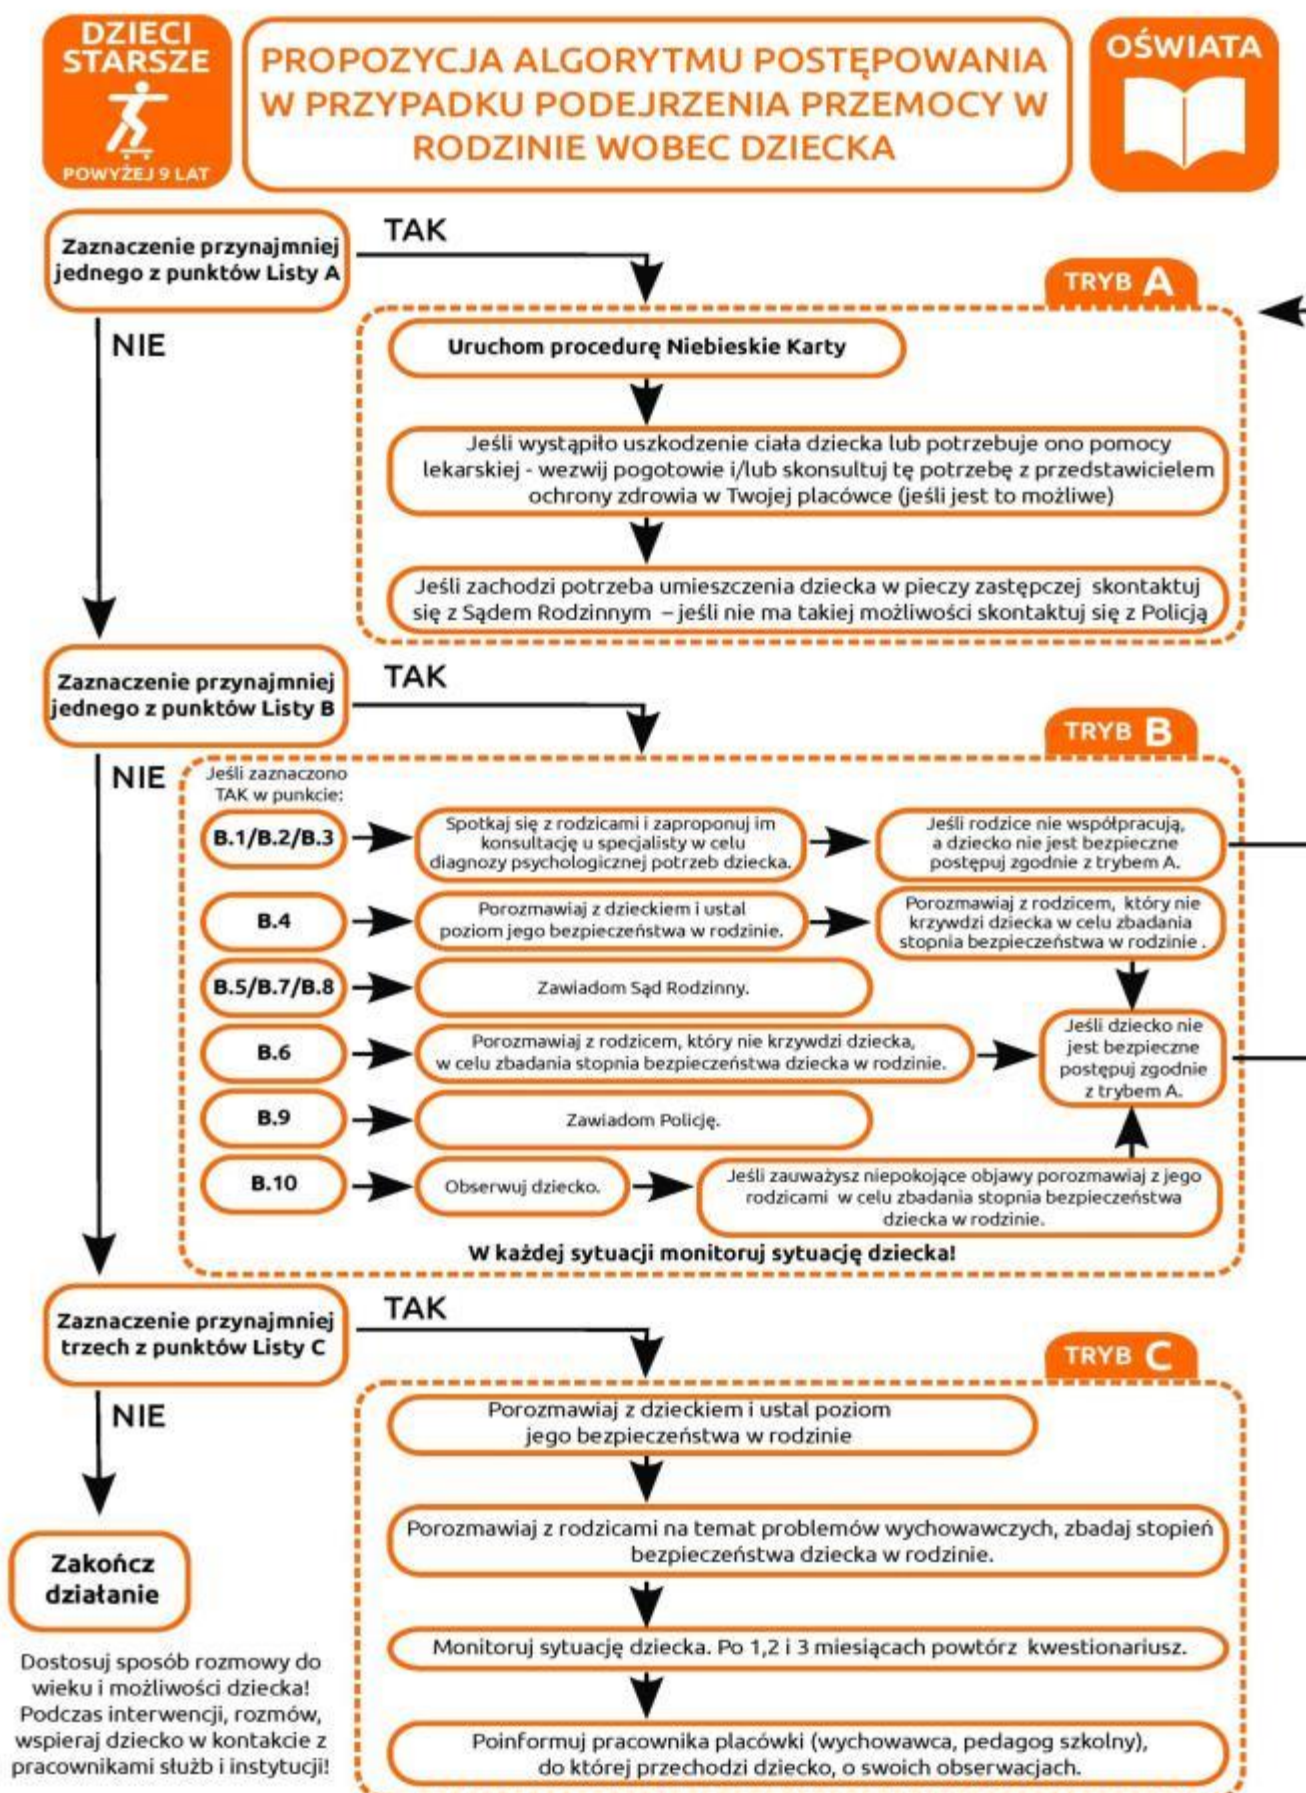 DZIECI
STARSZE
POWYŻEJ 9 LAT
PROPOZYCJA ALGORYTMU POSTĘPOWANIA
W PRZYPADKU PODEJRZENIA PRZEMOCY W
RODZINIE WOBEC DZIECKA
OŚWIATA
Zaznaczenie przynajmniej
jednego z punktów Listy A
TAK
NIE
TRYB A
Uruchom procedurę Niebieskie Karty
Jeśli wystąpiło uszkodzenie ciała dziecka lub potrzebuje ono pomocy
lekarskiej - wezwij pogotowie i/lub skonsultuj tę potrzebę z przedstawicielem
ochrony zdrowia w Twojej placówce (jeśli jest to możliwe)
Jeśli zachodzi potrzeba umieszczenia dziecka w pieczy zastępczej skontaktuj
się z Sądem Rodzinnym – jeśli nie ma takiej możliwości skontaktuj się z Policją
Zaznaczenie przynajmniej
jednego z punktów Listy B
TAK
NIE
TRYB B
Jeśli zaznaczono
TAK w punkcie:
B.1/B.2/B.3
Spotkaj się z rodzicami i zaproponuj im
konsultację u specjalisty w celu
diagnozy psychologicznej potrzeb dziecka.
Jeśli rodzice nie współpracują,
a dziecko nie jest bezpieczne
postępuj zgodnie z trybem A.
B.4
Porozmawiaj z dzieckiem i ustal
poziom jego bezpieczeństwa w rodzinie.
Porozmawiaj z rodzicem, który nie
krzywdzi dziecka w celu zbadania
stopnia bezpieczeństwa w rodzinie .
B.5/B.7/B.8
Zawiadom Sąd Rodzinny.
B.6
Porozmawiaj z rodzicem, który nie krzywdzi dziecka,
w celu zbadania stopnia bezpieczeństwa dziecka w rodzinie.
Jeśli dziecko nie
jest bezpieczne
postępuj zgodnie
z trybem A.
B.9
Zawiadom Policję.
B.10
Obserwuj dziecko.
Jeśli zauważysz niepokojące objawy porozmawiaj z jego
rodzicami w celu zbadania stopnia bezpieczeństwa
dziecka w rodzinie.
W każdej sytuacji monitoruj sytuację dziecka!
Zaznaczenie przynajmniej
trzech z punktów Listy C
TAK
NIE
TRYB C
Porozmawiaj z dzieckiem i ustal poziom
jego bezpieczeństwa w rodzinie
Porozmawiaj z rodzicami na temat problemów wychowawczych, zbadaj stopień
bezpieczeństwa dziecka w rodzinie.
Monitoruj sytuację dziecka. Po 1,2 i 3 miesiącach powtórz kwestionariusz.
Poinformuj pracownika placówki (wychowawca, pedagog szkolny),
do której przechodzi dziecko, o swoich obserwacjach.
Zakończ
działanie
Dostosuj sposób rozmowy do
wieku i możliwości dziecka!
Podczas interwencji, rozmów,
wspieraj dziecko w kontakcie z
pracownikami służb i instytucji!